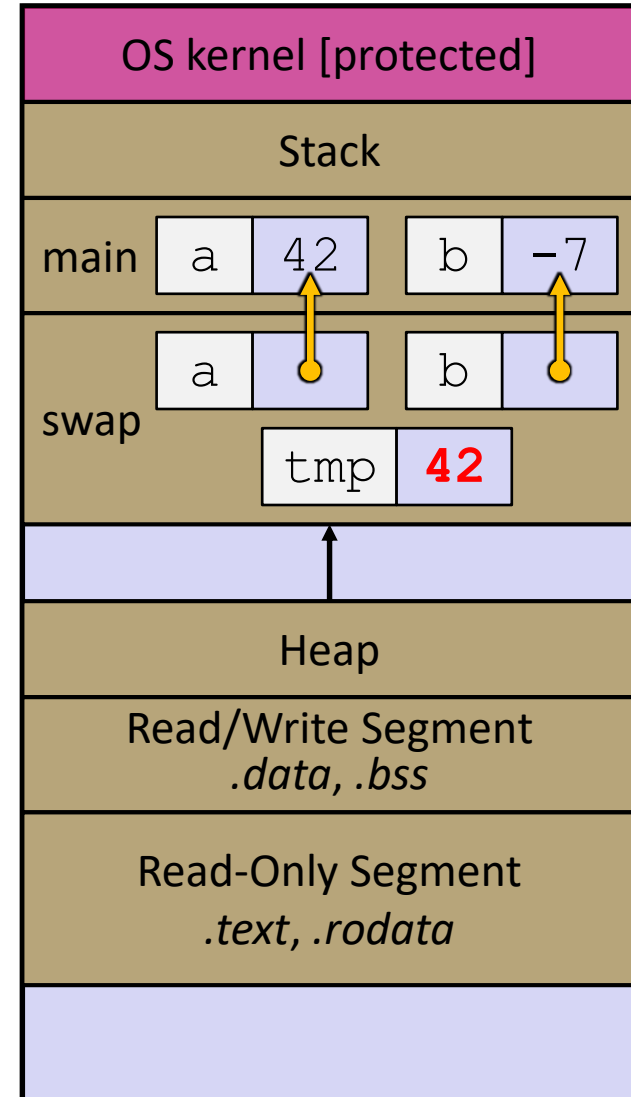 OS kernel [protected]
Stack
main a 42 b -7
a b
swap
tmp 42
Heap
Read/Write Segment
.data, .bss
Read-Only Segment
.text, .rodata